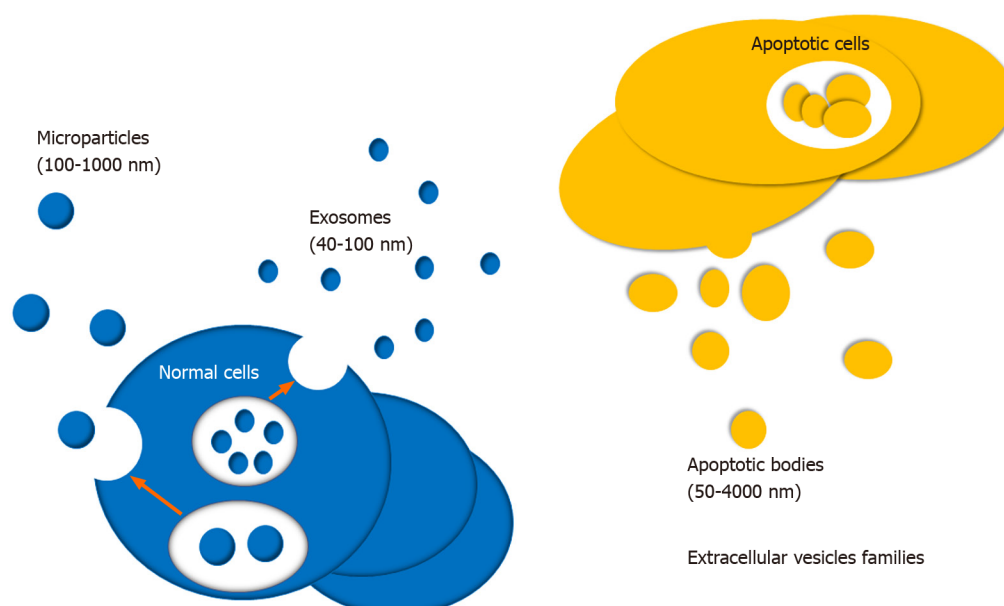 Apoptotic cells
Microparticles
(100-1000 nm)
Exosomes
(40-100 nm)
Normal cells
Apoptotic bodies
(50-4000 nm)
Extracellular vesicles families